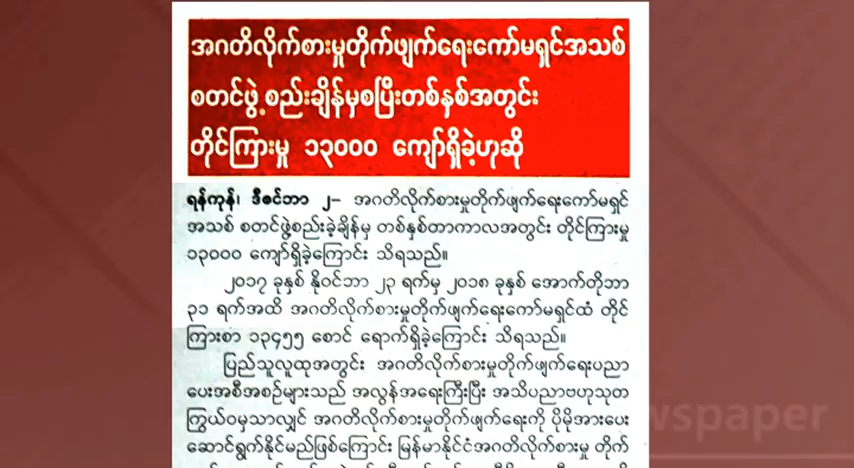 အဂတိလိုက်စားမှုတိုက်ဖျက်ရေးကော်မရှင်အသစ်
စတင်ဖွဲ့စည်းချိန်မှစပြီးတစ်နှစ်အတွင်း
တိုင်ကြားမှု ၁၃၀၀၀ ကျော်ရှိခဲ့ဟုဆို
ရန်ကုန်၊ ဒီဇင်ဘာ ၂– အဂတိလိုက်စားမှုတိုက်ဖျက်ရေးကော်မရှင်
အသစ် စတင်ဖွဲ့စည်းခဲ့ချိန်မှ တစ်နှစ်တာကာလအတွင်း တိုင်ကြားမှု
၁၃၀၀၀ ကျော်ရှိခဲ့ကြောင်း သိရသည်။
၂၀၁၇ ခုနှစ် နိုဝင်ဘာ ၂၃ ရက်မှ ၂၀၁၈ ခုနှစ် အောက်တိုဘာ
၃၁ ရက်အထိ အဂတိလိုက်စားမှုတိုက်ဖျက်ရေးကော်မရှင်ထံ တိုင်
ကြားစာ ၁၃၄၅၅ စောင် ရောက်ရှိခဲ့ကြောင်း သိရသည်။
ပြည်သူလူထုအတွင်း အဂတိလိုက်စားမှုတိုက်ဖျက်ရေးပညာ
ပေးအစီအစဉ်များသည် အလွန်အရေးကြီးပြီး အသိပညာဗဟုသုတ
ကြွယ်ဝမှသာလျှင် အဂတိလိုက်စားမှုတိုက်ဖျက်ရေးကို ပိုမိုအားပေး
ဆောင်ရွက်နိုင်မည်ဖြစ်ကြောင်း မြန်မာနိုင်ငံအဂတိလိုက်စားမှု တိုက်